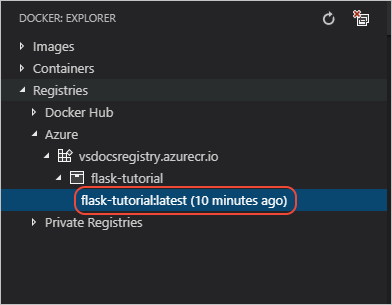 DOCKER: EXPLORER
Images
Containers
Registries
Docker Hub
Azure
vsdocsregistry.azurecr.io
flask-tutorial
flask-tutorial:latest (10 minutes ago)
Private Registries